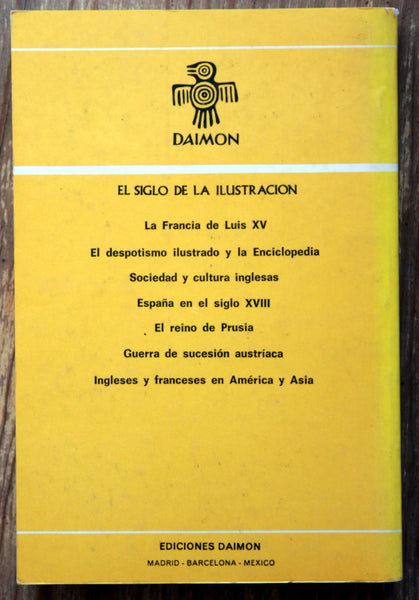 DAIMON
EL SIGLO DE LA ILUSTRACION
La Francia de Luis XV
El despotismo ilustrado y la Enciclopedia
Sociedad y cultura inglesas
España en el siglo XVIII
El reino de Prusia
Guerra de sucesión austríaca
Ingleses y franceses en América y Asia
EDICIONES DAIMON
MADRID - BARCELONA - MEXICO